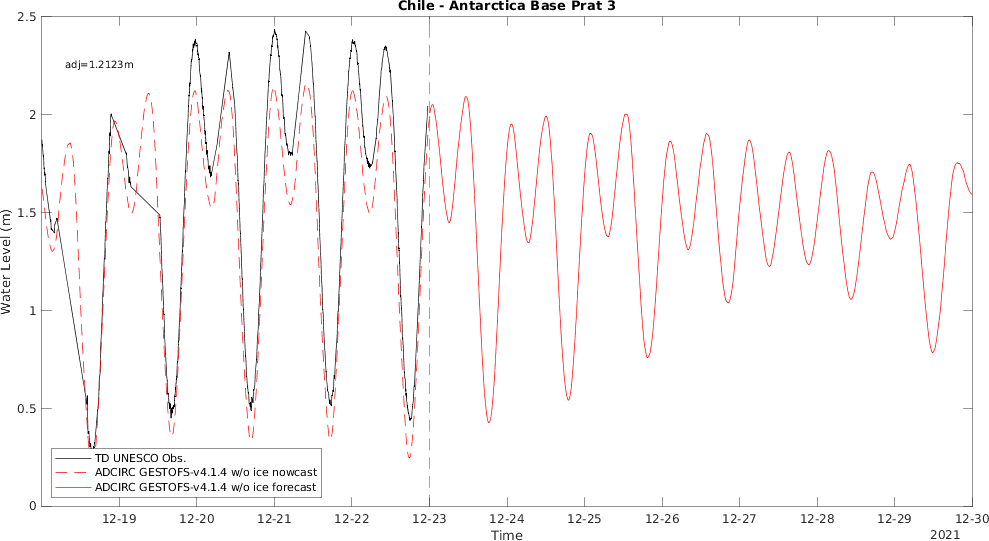 Chile - Antarctica Base Prat 3
2.5
adj=1.2123m
2
1.5
Water Level (m)
1
0.5
TD UNESCO Obs.
ADCIRC GESTOFS-v4.1.4 w/o ice nowcast
ADCIRC GESTOFS-v4.1.4 w/o ice forecast
0
12-19 12-20 12-21 12-22 12-23 12-24 12-25 12-26 12-27 12-28 12-29 12-30
Time
2021